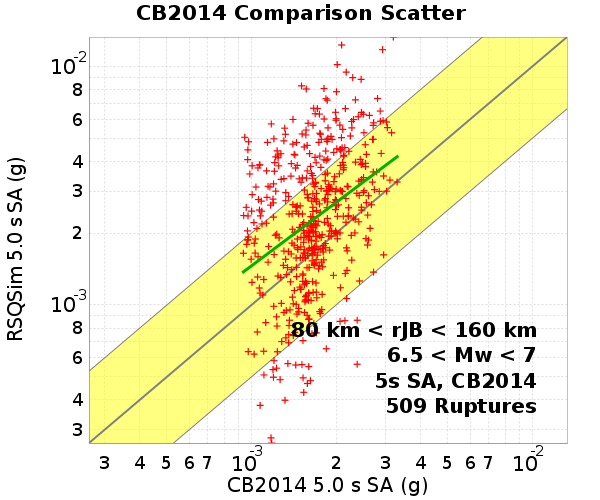 CB2014 Comparison Scatter
RSQSim 5.0 s SA (g)
10-2
8
6
4
3
2
10-3
8
6
4
3
80 km < rJB < 160 km
6.5 < Mw < 7
5s SA, CB2014
509 Ruptures
3 4 5 6 7 10-3 2 3 4 5 6 7 10-2
CB2014 5.0 s SA (g)